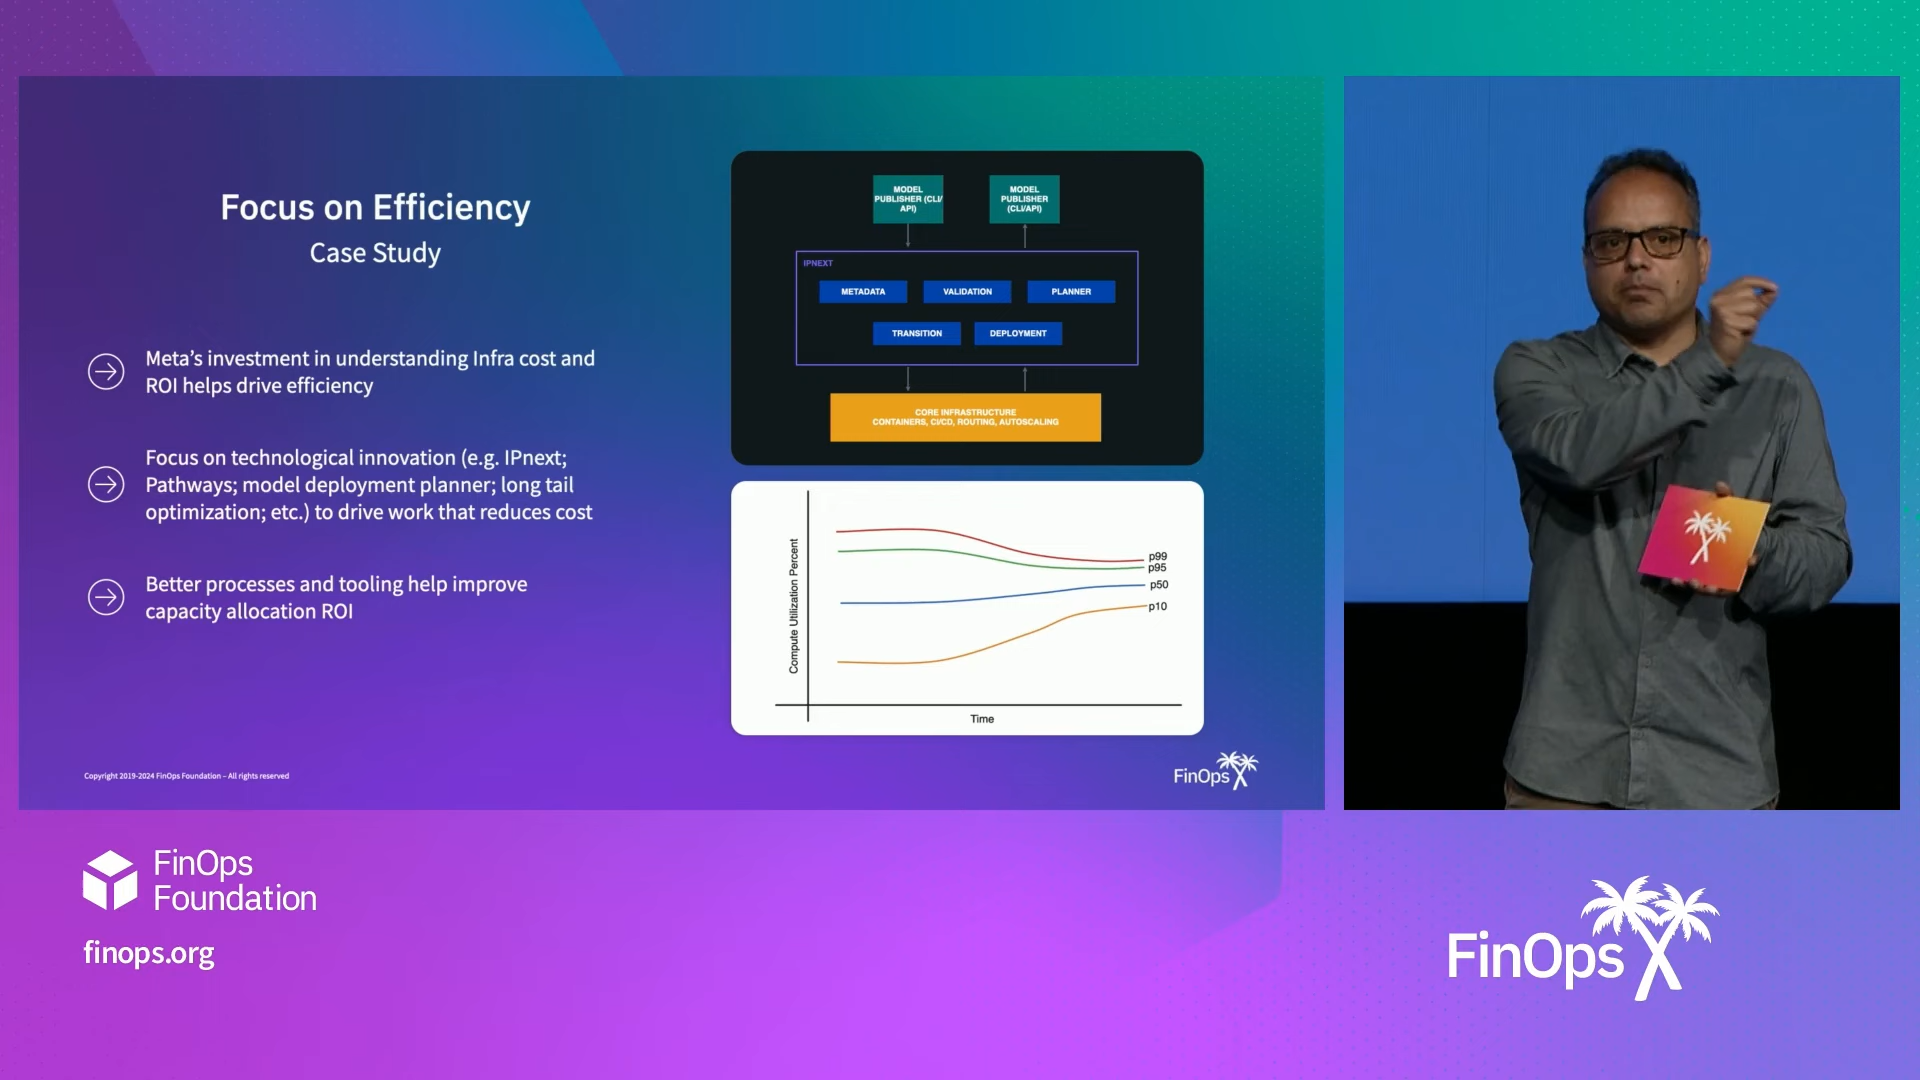 Focus on Efficiency
Case Study
Meta's investment in understanding Infra cost and
ROI helps drive efficiency
Focus on technological innovation (e.g. IPnext;
Pathways; model deployment planner; long tail
optimization; etc.) to drive work that reduces cost
Better processes and tooling help improve
capacity allocation ROI
Copyright 2019-2024 FinOps Foundation – All rights reserved
MODEL
PUBLISHER (CLI/
API)
MODEL
PUBLISHER
(CLI/API)
IPNEXT
METADATA
VALIDATION
PLANNER
TRANSITION
DEPLOYMENT
CORE INFRASTRUCTURE
CONTAINERS, CI/CD, ROUTING, AUTOSCALING
Compute Utilization Percent
p99
p95
p50
p10
Time
FinOps X
FinOps
Foundation
finops.org
FinOps X